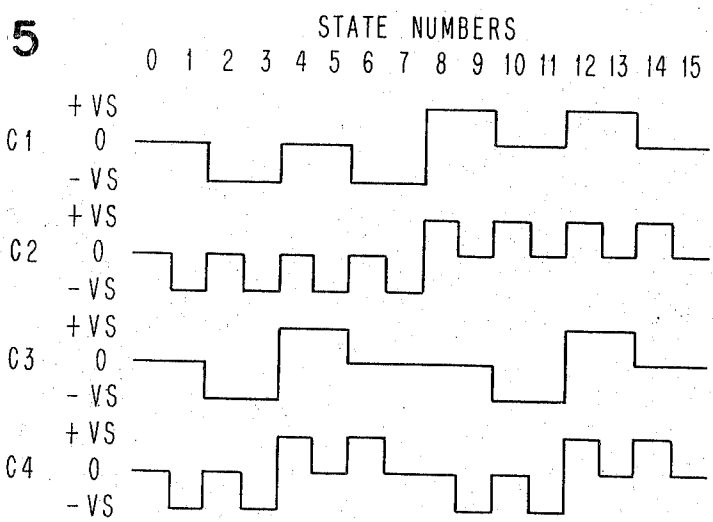 5
STATE NUMBERS
0 1 2 3 4 5 6 7 8 9 10 11 12 13 14 15
+ VS
C1 0
- VS
+ VS
C2 0
- VS
+ VS
C3 0
- VS
+ VS
C4 0
- VS